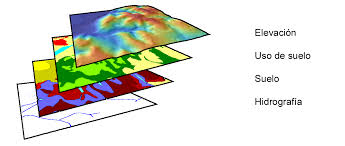 Elevación
Uso de suelo
Suelo
Hidrografía